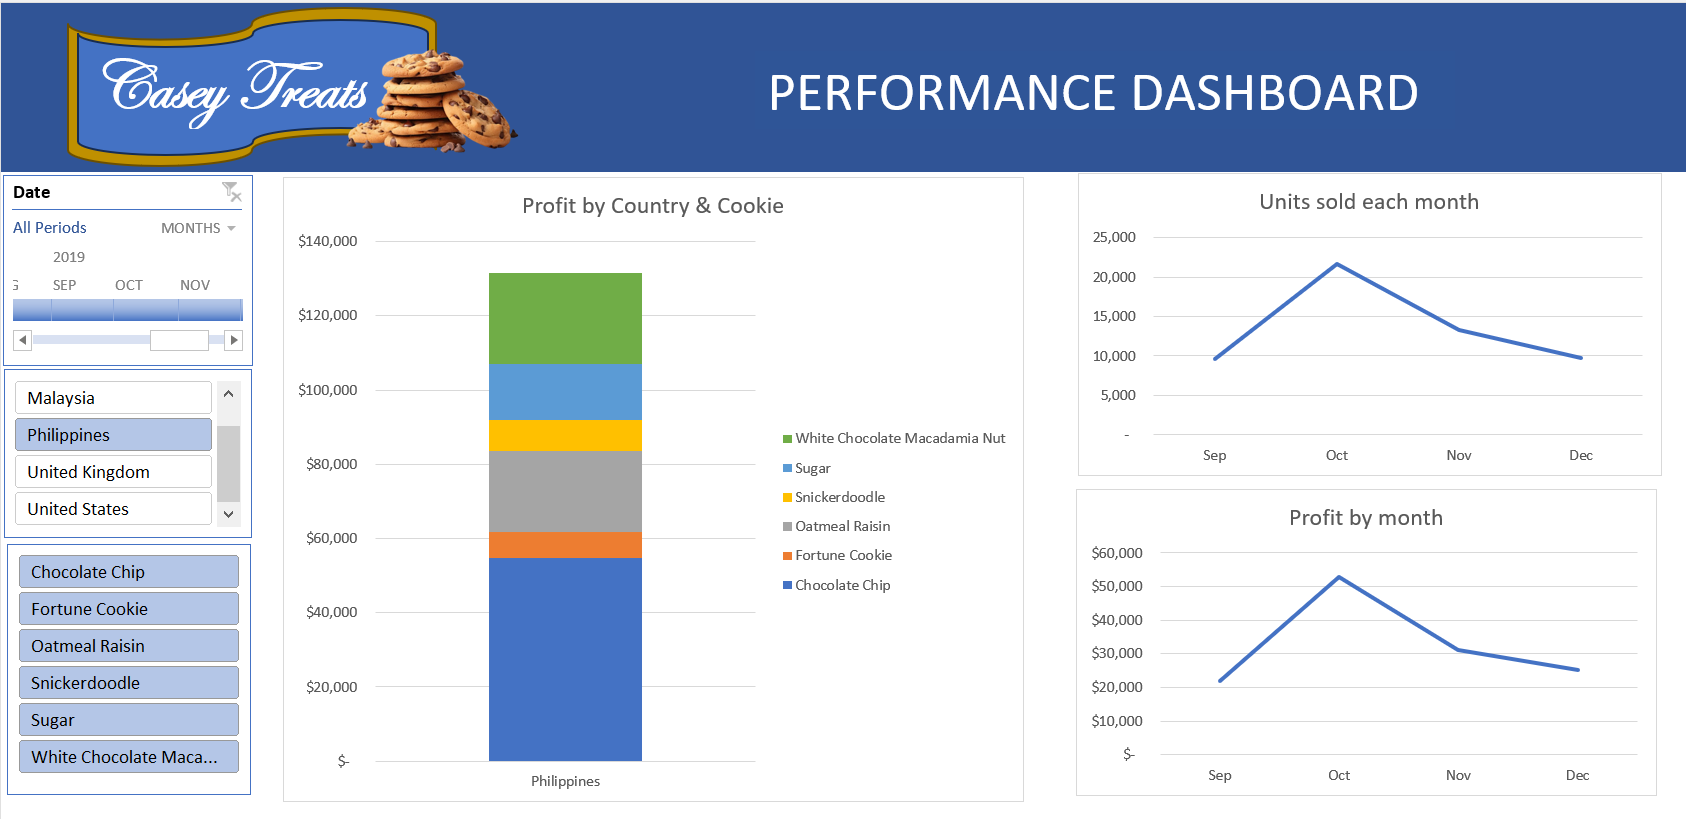 Casey Treats
PERFORMANCE DASHBOARD
Date
All Periods
MONTHS
2019
SEP OCT NOV
Malaysia
Philippines
United Kingdom
United States
Chocolate Chip
Fortune Cookie
Oatmeal Raisin
Snickerdoodle
Sugar
White Chocolate Maca...
Profit by Country & Cookie
$140,000
$120,000
$100,000
$80,000
$60,000
$40,000
$20,000
$-
Philippines
White Chocolate Macadamia Nut
Sugar
Snickerdoodle
Oatmeal Raisin
Fortune Cookie
Chocolate Chip
Units sold each month
25,000
20,000
15,000
10,000
5,000
-
Sep Oct Nov Dec
Profit by month
$60,000
$50,000
$40,000
$30,000
$20,000
$10,000
$-
Sep Oct Nov Dec